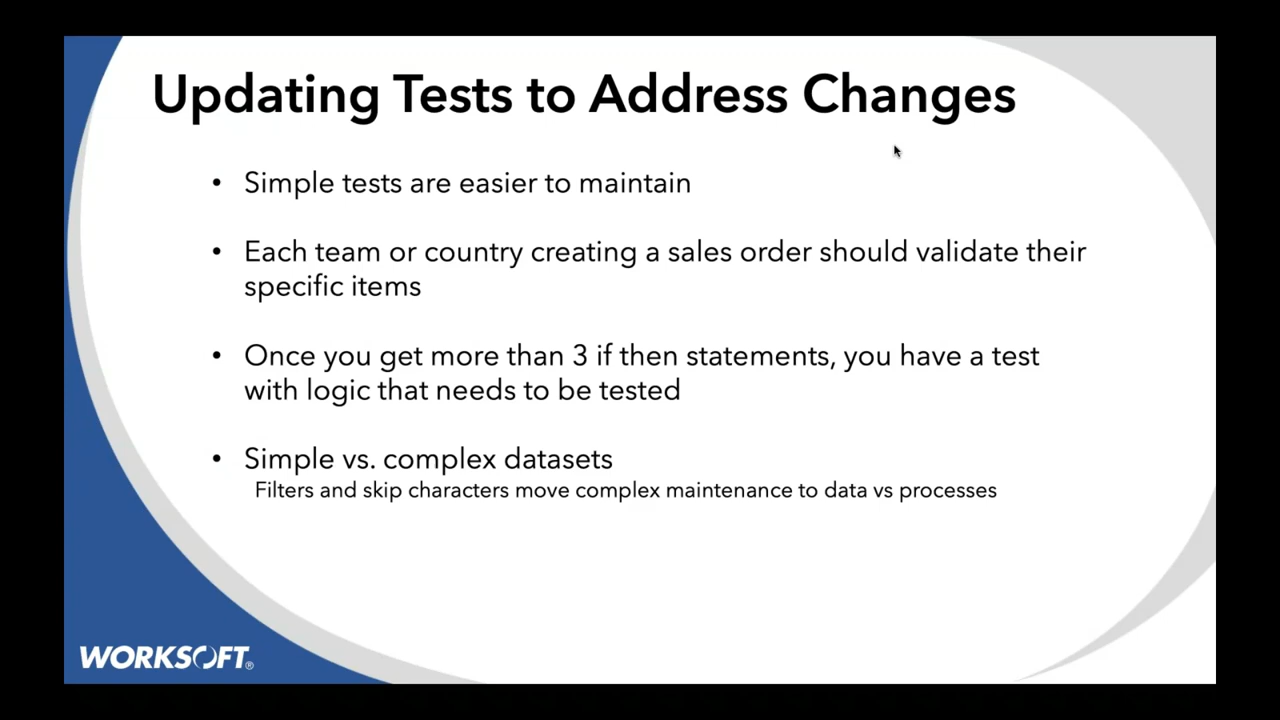 Updating Tests to Address Changes
• Simple tests are easier to maintain
• Each team or country creating a sales order should validate their
specific items
• Once you get more than 3 if then statements, you have a test
with logic that needs to be tested
• Simple vs. complex datasets
Filters and skip characters move complex maintenance to data vs processes
WORKSOFT®